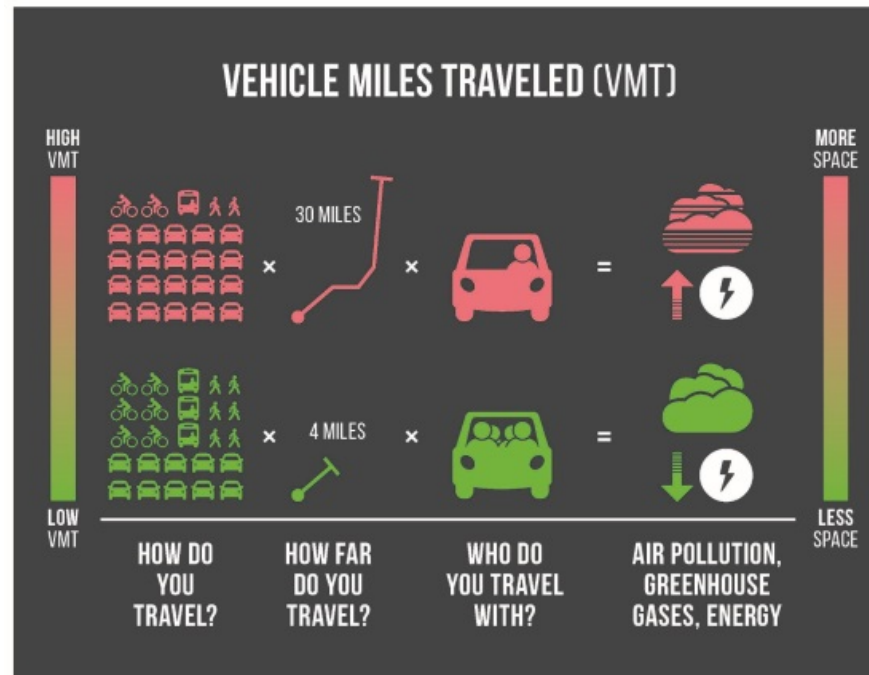 VEHICLE MILES TRAVELED (VMT)
HIGH
VMT
MORE
SPACE
30 MILES
×
×
=
4 MILES
×
×
=
LOW
VMT
LESS
SPACE
HOW DO
YOU
TRAVEL?
HOW FAR
DO YOU
TRAVEL?
WHO DO
YOU TRAVEL
WITH?
AIR POLLUTION,
GREENHOUSE
GASES, ENERGY